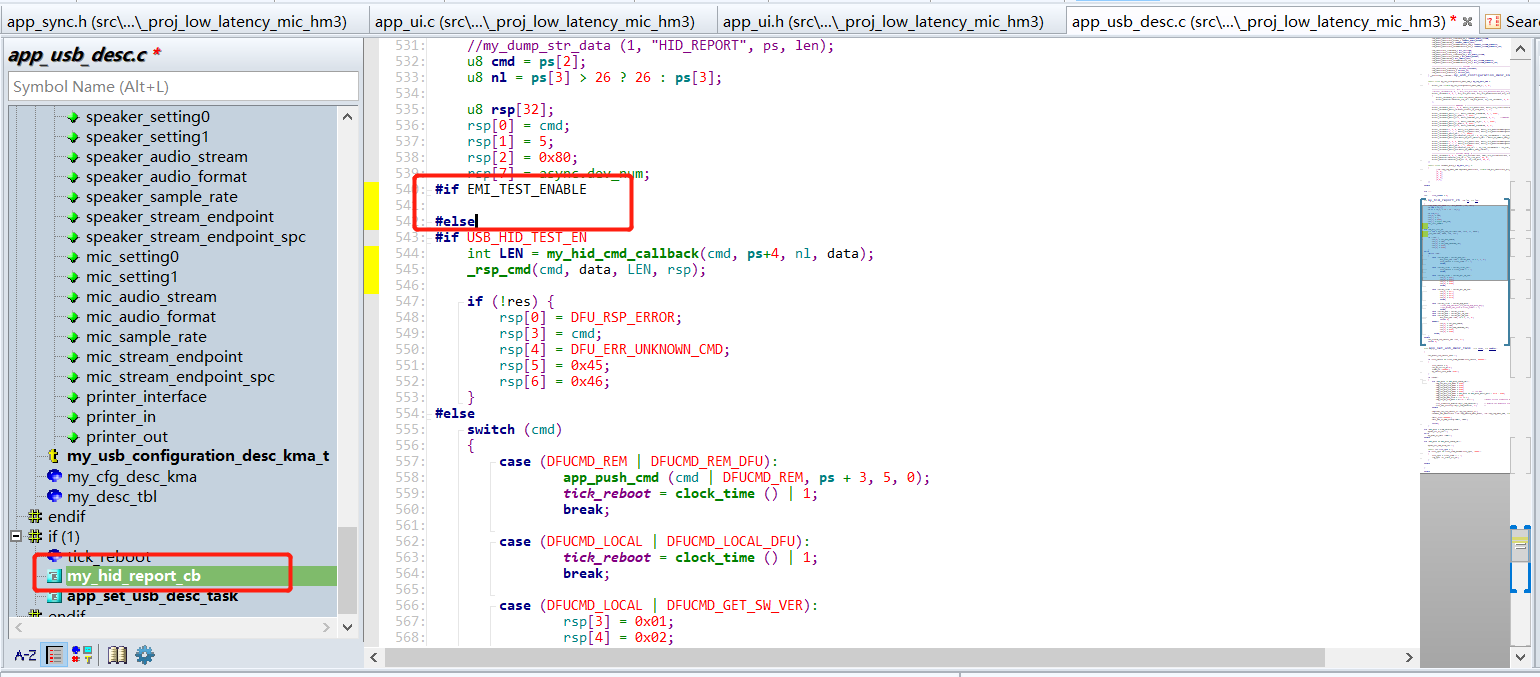 app_sync.h (src\...\_proj_low_latency_mic_hm3)
app_ui.c (src\...\_proj_low_latency_mic_hm3)
app_ui.h (src\...\_proj_low_latency_mic_hm3)
app_usb_desc.c (src\...\_proj_low_latency_mic_hm3) *
Sear
app_usb_desc.c *
Symbol Name (Alt+L)
speaker_setting0
speaker_setting1
speaker_audio_stream
speaker_audio_format
speaker_sample_rate
speaker_stream_endpoint
speaker_stream_endpoint_spc
mic_setting0
mic_setting1
mic_audio_stream
mic_audio_format
mic_sample_rate
mic_stream_endpoint
mic_stream_endpoint_spc
printer_interface
printer_in
printer_out
my_usb_configuration_desc_kma_t
my_cfg_desc_kma
my_desc_tbl
endif
if (1)
tick_reboot
my_hid_report_cb
app_set_usb_desc_task
endif
A-Z
531: //my_dump_str_data (1, "HID_REPORT", ps, len);
532: u8 cmd = ps[2];
533: u8 nl = ps[3] > 26 ? 26 : ps[3];
534:
535: u8 rsp[32];
536: rsp[0] = cmd;
537: rsp[1] = 5;
538: rsp[2] = 0x80;
539: rsp[7] = async.dev_num;
540: #if EMI_TEST_ENABLE
541:
542: #else
543: #if USB_HID_TEST_EN
544: int LEN = my_hid_cmd_callback(cmd, ps+4, nl, data);
545: _rsp_cmd(cmd, data, LEN, rsp);
546:
547: if (!res) {
548: rsp[0] = DFU_RSP_ERROR;
549: rsp[3] = cmd;
550: rsp[4] = DFU_ERR_UNKNOWN_CMD;
551: rsp[5] = 0x45;
552: rsp[6] = 0x46;
553: }
554: #else
555: switch (cmd)
556: {
557: case (DFUCMD_REM | DFUCMD_REM_DFU):
558: app_push_cmd (cmd | DFUCMD_REM, ps + 3, 5, 0);
559: tick_reboot = clock_time () | 1;
560: break;
561:
562: case (DFUCMD_LOCAL | DFUCMD_LOCAL_DFU):
563: tick_reboot = clock_time () | 1;
564: break;
565:
566: case (DFUCMD_LOCAL | DFUCMD_GET_SW_VER):
567: rsp[3] = 0x01;
568: rsp[4] = 0x02;